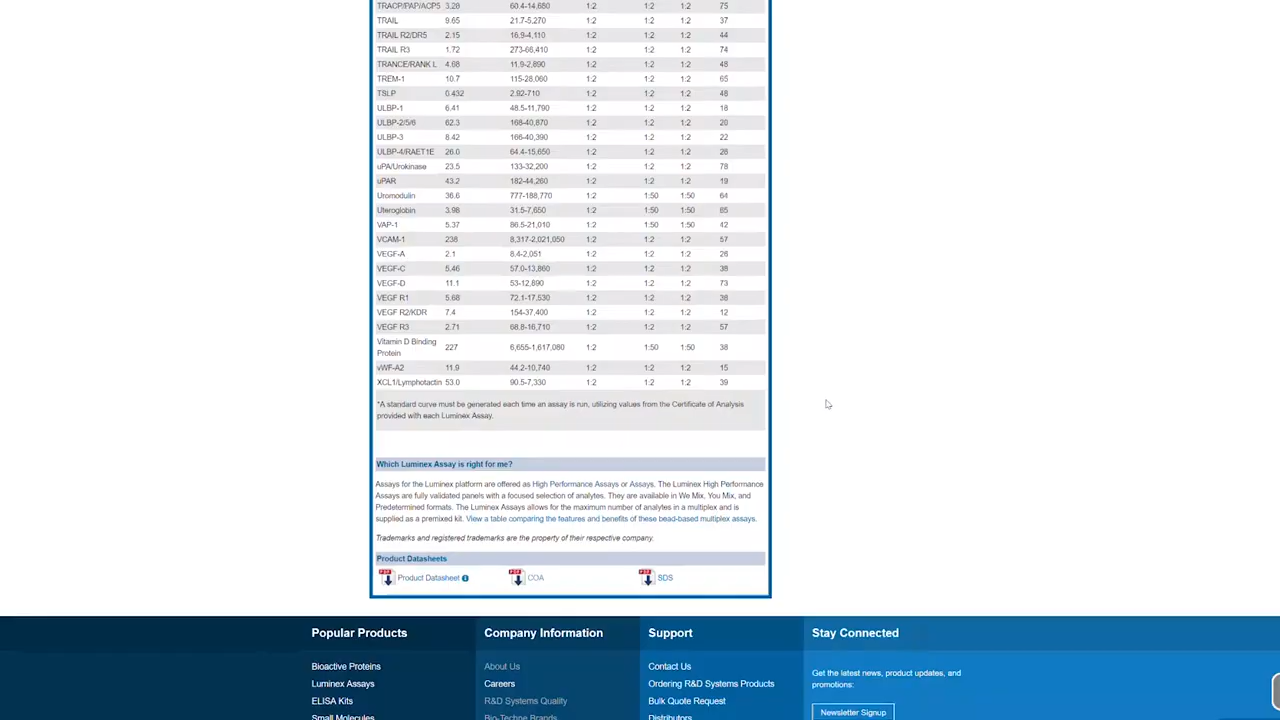 TRACP/PAP/ACP5 3.28 60.4-14,680 1:2 1:2 1:2 75
TRAIL 9.65 21.7-5,270 1:2 1:2 1:2 37
TRAIL R2/DR5 2.15 16.9-4,110 1:2 1:2 1:2 44
TRAIL R3 1.72 273-66,410 1:2 1:2 1:2 74
TRANCE/RANK L 4.68 11.9-2,890 1:2 1:2 1:2 48
TREM-1 10.7 115-28,060 1:2 1:2 1:2 65
TSLP 0.432 2.92-710 1:2 1:2 1:2 48
ULBP-1 6.41 48.5-11,790 1:2 1:2 1:2 18
ULBP-2/5/6 62.3 168-40,870 1:2 1:2 1:2 20
ULBP-3 8.42 166-40,390 1:2 1:2 1:2 22
ULBP-4/RAET1E 26.0 64.4-15,650 1:2 1:2 1:2 28
uPA/Urokinase 23.5 133-32,200 1:2 1:2 1:2 78
uPAR 43.2 182-44,260 1:2 1:2 1:2 19
Uromodulin 36.6 777-188,770 1:2 1:50 1:50 64
Uteroglobin 3.98 31.5-7,650 1:2 1:50 1:50 65
VAP-1 5.37 86.5-21,010 1:2 1:50 1:50 42
VCAM-1 238 8,317-2,021,050 1:2 1:2 1:2 57
VEGF-A 2.1 8.4-2,051 1:2 1:2 1:2 26
VEGF-C 5.46 57.0-13,860 1:2 1:2 1:2 38
VEGF-D 11.1 53-12,890 1:2 1:2 1:2 73
VEGF R1 5.68 72.1-17,530 1:2 1:2 1:2 38
VEGF R2/KDR 7.4 154-37,400 1:2 1:2 1:2 12
VEGF R3 2.71 68.8-16,710 1:2 1:2 1:2 57
Vitamin D Binding
Protein 227 6,655-1,617,080 1:2 1:50 1:50 38
vWF-A2 11.9 44.2-10,740 1:2 1:2 1:2 15
XCL1/Lymphotactin 53.0 90.5-7,330 1:2 1:2 1:2 39
*A standard curve must be generated each time an assay is run, utilizing values from the Certificate of Analysis
provided with each Luminex Assay.
Which Luminex Assay is right for me?
Assays for the Luminex platform are offered as High Performance Assays or Assays. The Luminex High Performance
Assays are fully validated panels with a focused selection of analytes. They are available in We Mix, You Mix, and
Predetermined formats. The Luminex Assays allows for the maximum number of analytes in a multiplex and is
supplied as a premixed kit. View a table comparing the features and benefits of these bead-based multiplex assays.
Trademarks and registered trademarks are the property of their respective company.
Product Datasheets
PDF Product Datasheet i PDF COA PDF SDS
Popular Products Company Information Support Stay Connected
Bioactive Proteins About Us Contact Us Get the latest news, product updates, and
promotions:
Luminex Assays Careers Ordering R&D Systems Products
ELISA Kits R&D Systems Quality Bulk Quote Request Newsletter Signup
Small Molecules Bio-Techne Brands Distributors